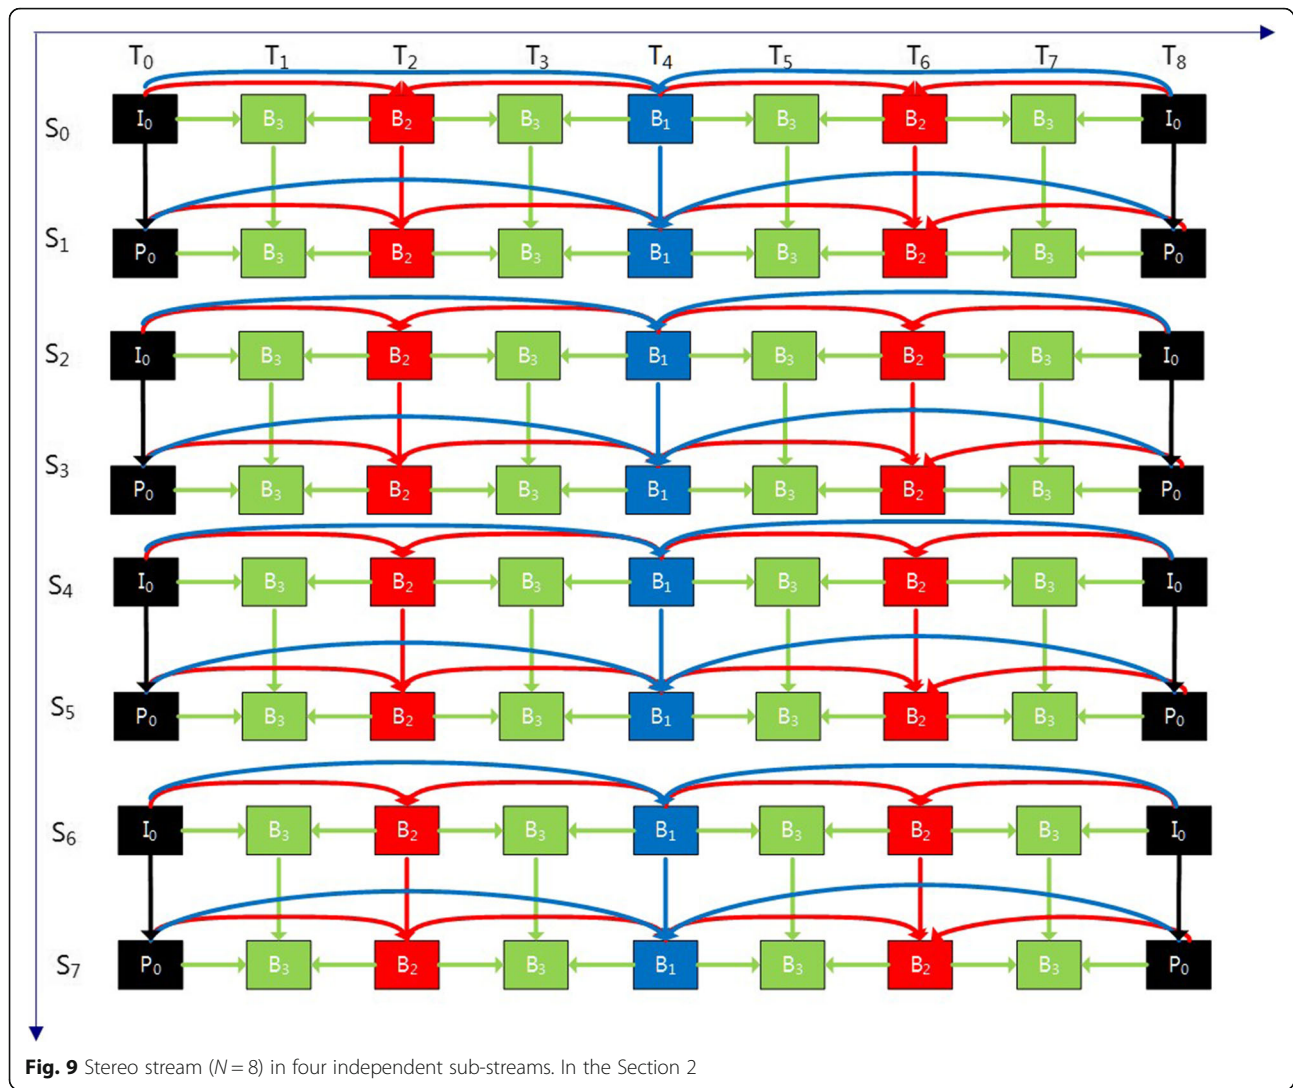 T₀ T₁ T₂ T₃ T₄ T₅ T₆ T₇ T₈
S₀ I₀ B₃ B₂ B₃ B₁ B₃ B₂ B₃ I₀
S₁ P₀ B₃ B₂ B₃ B₁ B₃ B₂ B₃ P₀
S₂ I₀ B₃ B₂ B₃ B₁ B₃ B₂ B₃ I₀
S₃ P₀ B₃ B₂ B₃ B₁ B₃ B₂ B₃ P₀
S₄ I₀ B₃ B₂ B₃ B₁ B₃ B₂ B₃ I₀
S₅ P₀ B₃ B₂ B₃ B₁ B₃ B₂ B₃ P₀
S₆ I₀ B₃ B₂ B₃ B₁ B₃ B₂ B₃ I₀
S₇ P₀ B₃ B₂ B₃ B₁ B₃ B₂ B₃ P₀
Fig. 9 Stereo stream (N = 8) in four independent sub-streams. In the Section 2